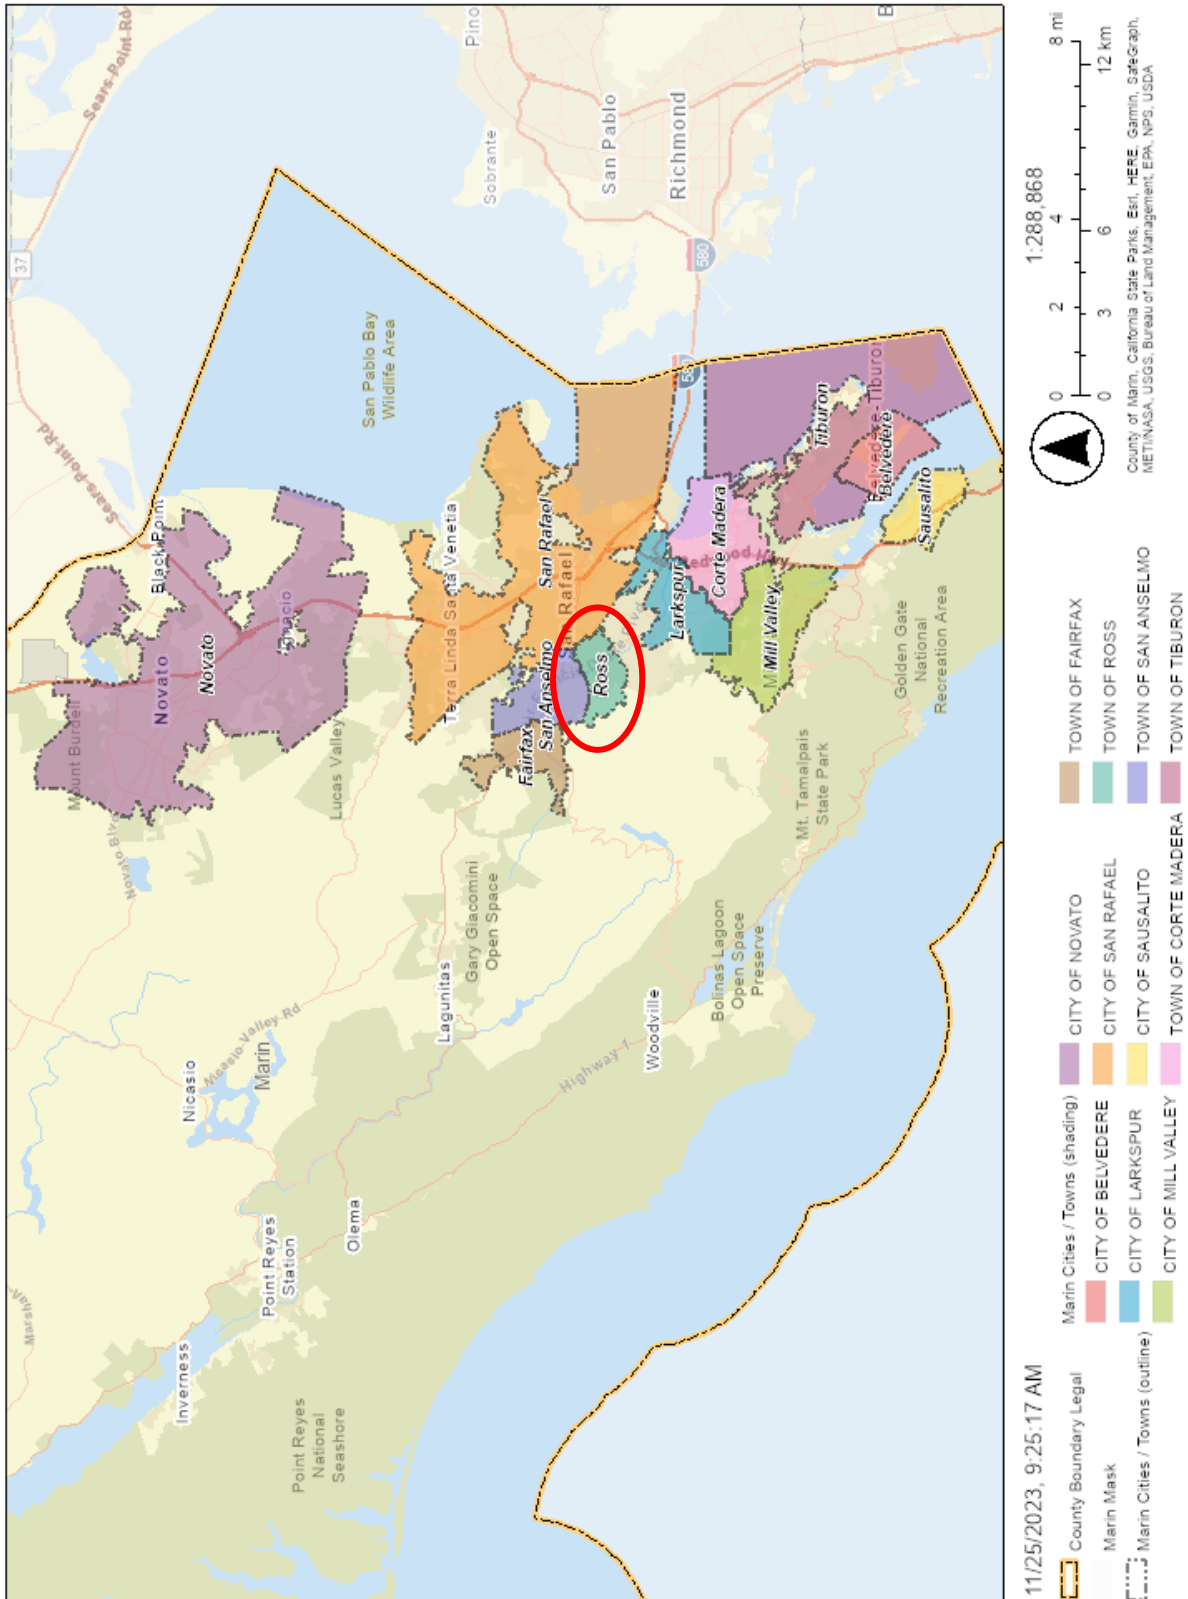 Sears Point Rd
Pino
B
37
Sears Point Rd
Sobrante
San Pablo
Richmond
580
San Pablo Bay
Wildlife Area
Black Point
Novato
Novato
Ignacio
Mount Burdell
Novato Blvd
Lucas Valley
Terra Linda
Santa Venetia
San Rafael
San Rafael
San Anselmo
Fairfax
Ross
Larkspur
Corte Madera
Redwood Hwy
Mill Valley
Tiburon
Belvedere-Tiburon
Belvedere
Sausalito
Golden Gate
National
Recreation Area
Mt. Tamalpais
State Park
Gary Giacomini
Open Space
Lagunitas
Bolinas Lagoon
Open Space
Preserve
Woodville
Highway 1
Nicasio
Nicasio Valley Rd
Marin
Olema
Point Reyes
Station
Inverness
Marshall-
Point Reyes
National
Seashore
11/25/2023, 9:25:17 AM
County Boundary Legal
Marin Mask
Marin Cities / Towns (outline)
Marin Cities / Towns (shading)
CITY OF BELVEDERE
CITY OF LARKSPUR
CITY OF MILL VALLEY
CITY OF NOVATO
CITY OF SAN RAFAEL
CITY OF SAUSALITO
TOWN OF CORTE MADERA
TOWN OF FAIRFAX
TOWN OF ROSS
TOWN OF SAN ANSELMO
TOWN OF TIBURON
1:288,868
0 2 4 8 mi
0 3 6 12 km
County of Marin, California State Parks, Esri, HERE, Garmin, SafeGraph,
METI/NASA, USGS, Bureau of Land Management, EPA, NPS, USDA